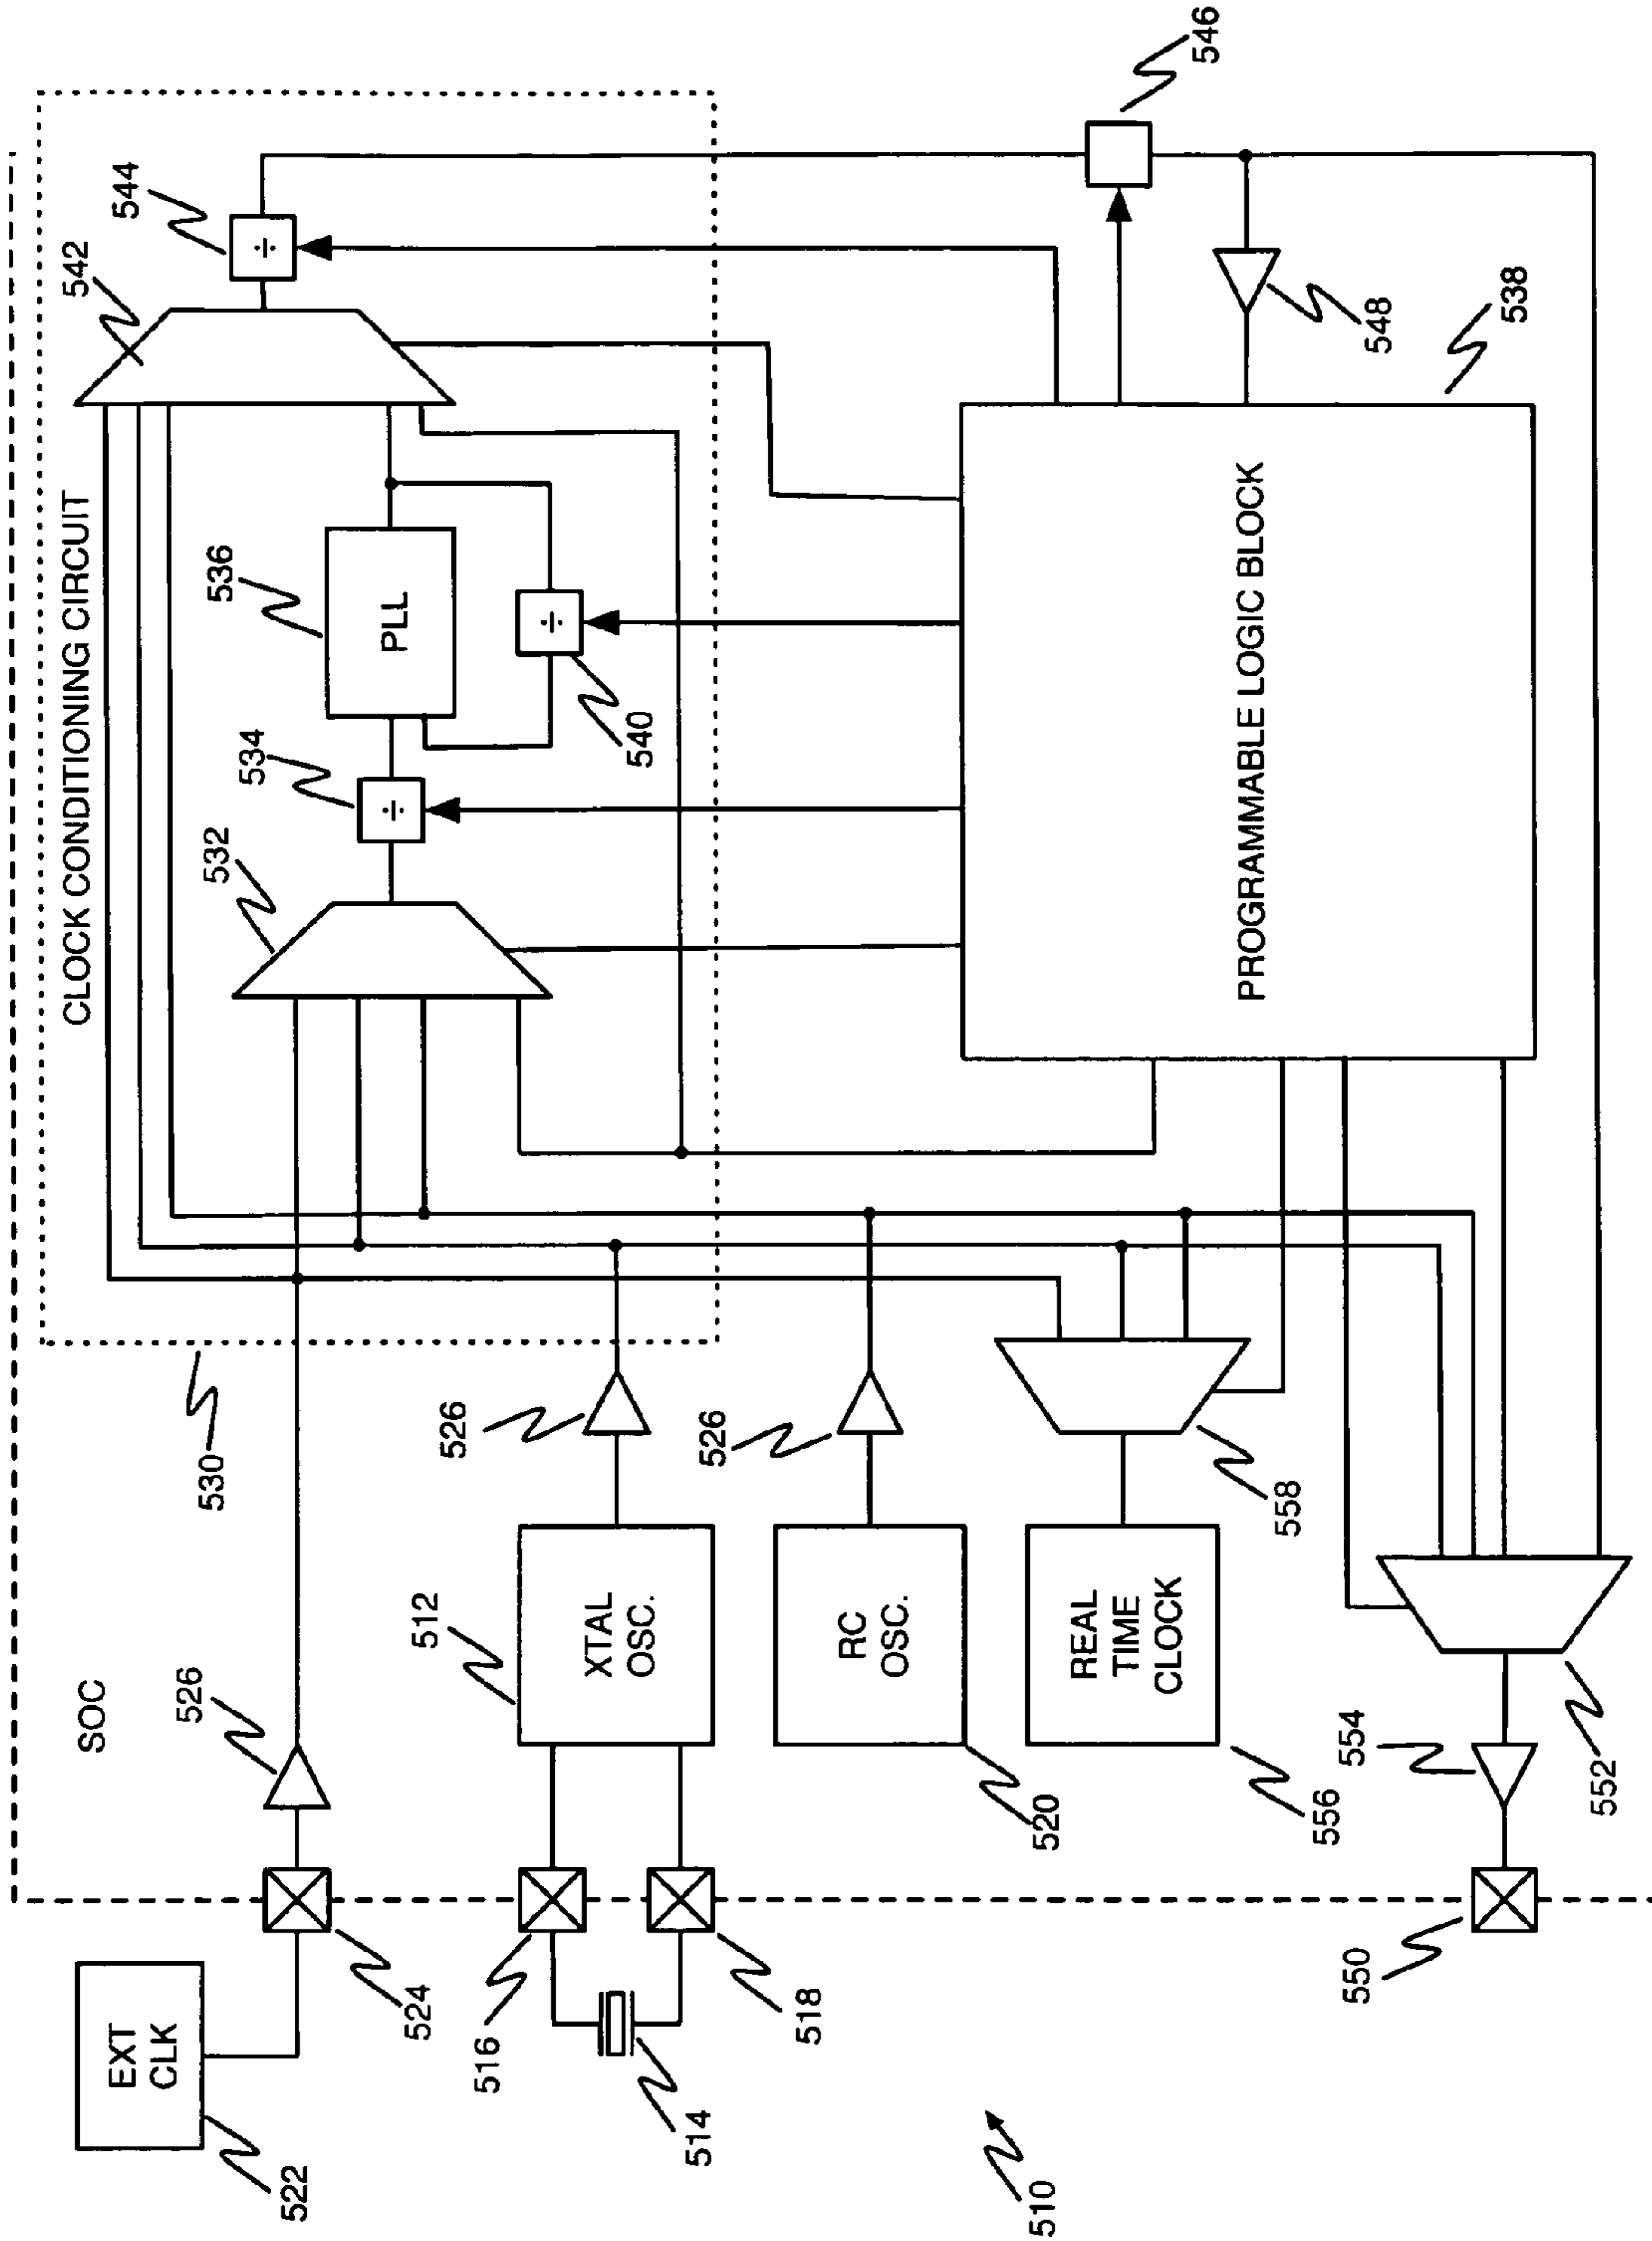 CLOCK CONDITIONING CIRCUIT
542
544
546
536
PLL
÷
÷
÷
534
540
532
548
538
PROGRAMMABLE LOGIC BLOCK
530
SOC
526
526
526
512
XTAL
OSC.
RC
OSC.
520
REAL
TIME
CLOCK
556
558
554
552
550
EXT
CLK
522
524
516
518
514
510